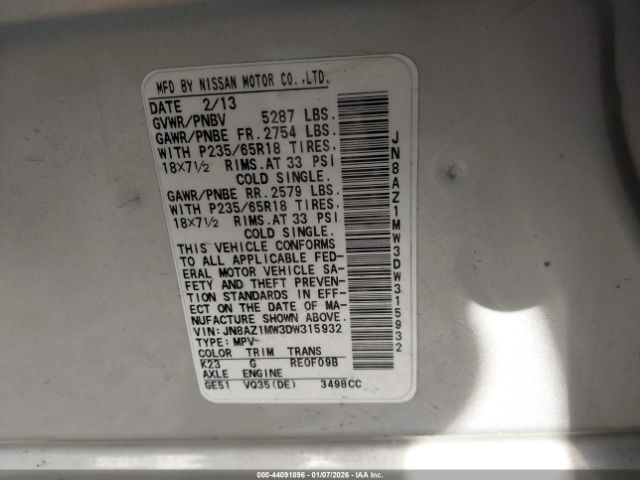 MFD BY NISSAN MOTOR CO.,LTD.
DATE 2/13
GVWR/PNBV 5287 LBS.
GAWR/PNBE FR. 2754 LBS.
WITH P235/65R18 TIRES,
18X7½ RIMS. AT 33 PSI
COLD SINGLE.
GAWR/PNBE RR. 2579 LBS.
WITH P235/65R18 TIRES,
18X7½ RIMS. AT 33 PSI
COLD SINGLE.
THIS VEHICLE CONFORMS
TO ALL APPLICABLE FED-
ERAL MOTOR VEHICLE SA-
FETY AND THEFT PREVEN-
TION STANDARDS IN EF-
FECT ON THE DATE OF MA-
NUFACTURE SHOWN ABOVE.
VIN: JN8AZ1MW3DW315932
TYPE: MPV
COLOR TRIM TRANS
K23 G RE0F09B
AXLE ENGINE
GE51 VQ35(DE) 3498CC
JN8AZ1MW3DW315932
000-44091896 - 01/07/2026 - IAA Inc.